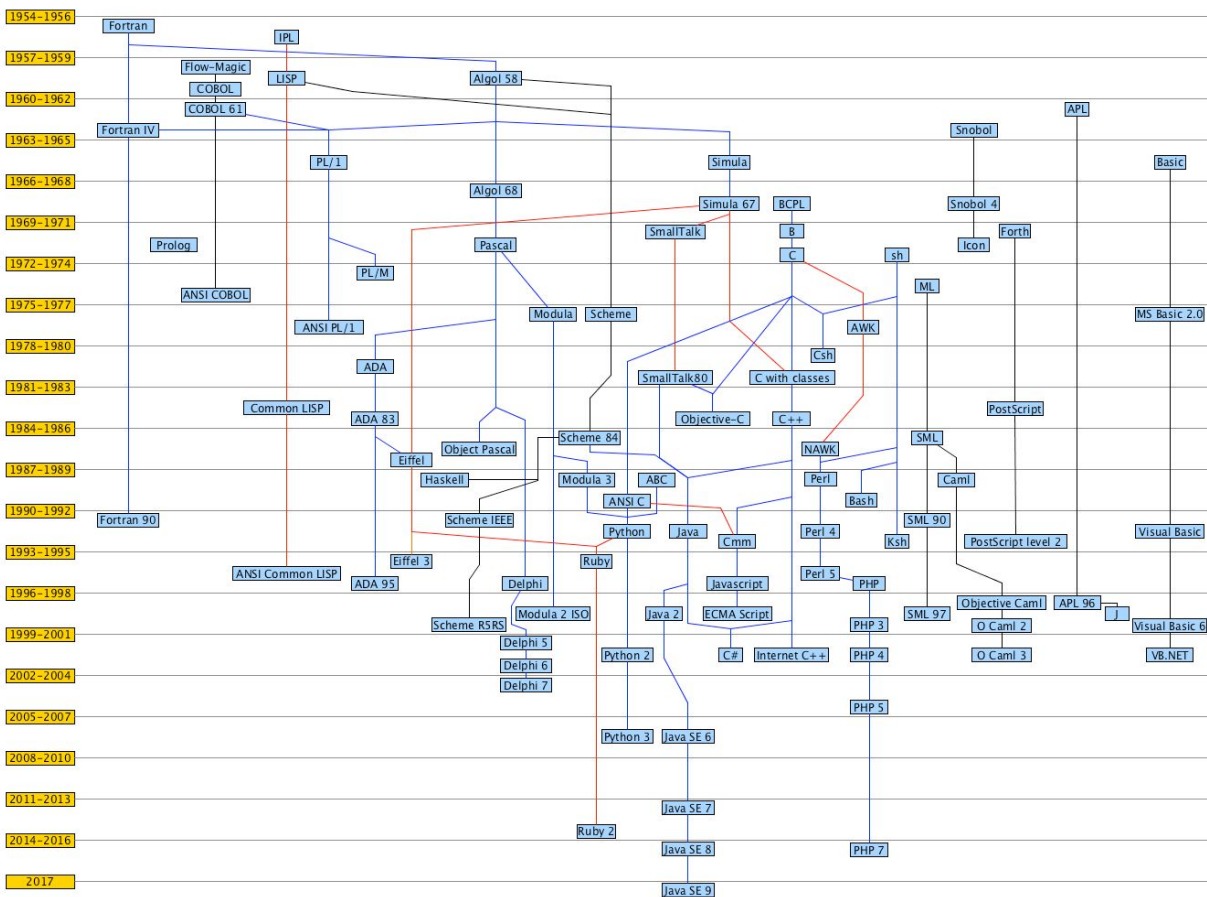 1954-1956
Fortran
IPL
1957-1959
Flow-Magic
LISP
Algol 58
COBOL
1960-1962
COBOL 61
APL
Fortran IV
Snobol
1963-1965
PL/1
Simula
Basic
1966-1968
Algol 68
Simula 67
BCPL
Snobol 4
1969-1971
SmallTalk
B
Forth
Prolog
Pascal
Icon
C
sh
1972-1974
PL/M
ML
ANSI COBOL
1975-1977
Modula
Scheme
MS Basic 2.0
ANSI PL/1
AWK
1978-1980
Csh
ADA
SmallTalk80
C with classes
1981-1983
Common LISP
PostScript
ADA 83
Objective-C
C++
1984-1986
Scheme 84
SML
Object Pascal
NAWK
Eiffel
1987-1989
Haskell
Modula 3
ABC
Perl
Caml
ANSI C
Bash
1990-1992
Fortran 90
Scheme IEEE
SML 90
Python
Java
Perl 4
Visual Basic
Cmm
Ksh
PostScript level 2
1993-1995
Eiffel 3
Ruby
ANSI Common LISP
Perl 5
ADA 95
Delphi
Javascript
PHP
1996-1998
Objective Caml
APL 96
Modula 2 ISO
Java 2
ECMA Script
SML 97
J
Scheme R5RS
PHP 3
O Caml 2
Visual Basic 6
1999-2001
Delphi 5
Python 2
C#
Internet C++
PHP 4
O Caml 3
VB.NET
Delphi 6
2002-2004
Delphi 7
PHP 5
2005-2007
Python 3
Java SE 6
2008-2010
2011-2013
Java SE 7
Ruby 2
2014-2016
Java SE 8
PHP 7
2017
Java SE 9